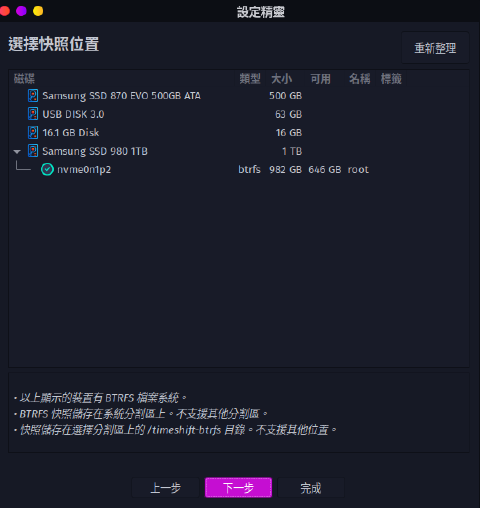 設定精靈
選擇快照位置
重新整理
磁碟 類型 大小 可用 名稱 標籤
Samsung SSD 870 EVO 500GB ATA 500 GB
USB DISK 3.0 63 GB
16.1 GB Disk 16 GB
Samsung SSD 980 1TB 1 TB
nvme0n1p2 btrfs 982 GB 646 GB root
• 以上顯示的裝置有 BTRFS 檔案系統。
• BTRFS 快照儲存在系統分割區上。不支援其他分割區。
• 快照儲存在選擇分割區上的 /timeshift-btrfs 目錄。不支援其他位置。
上一步 下一步 完成